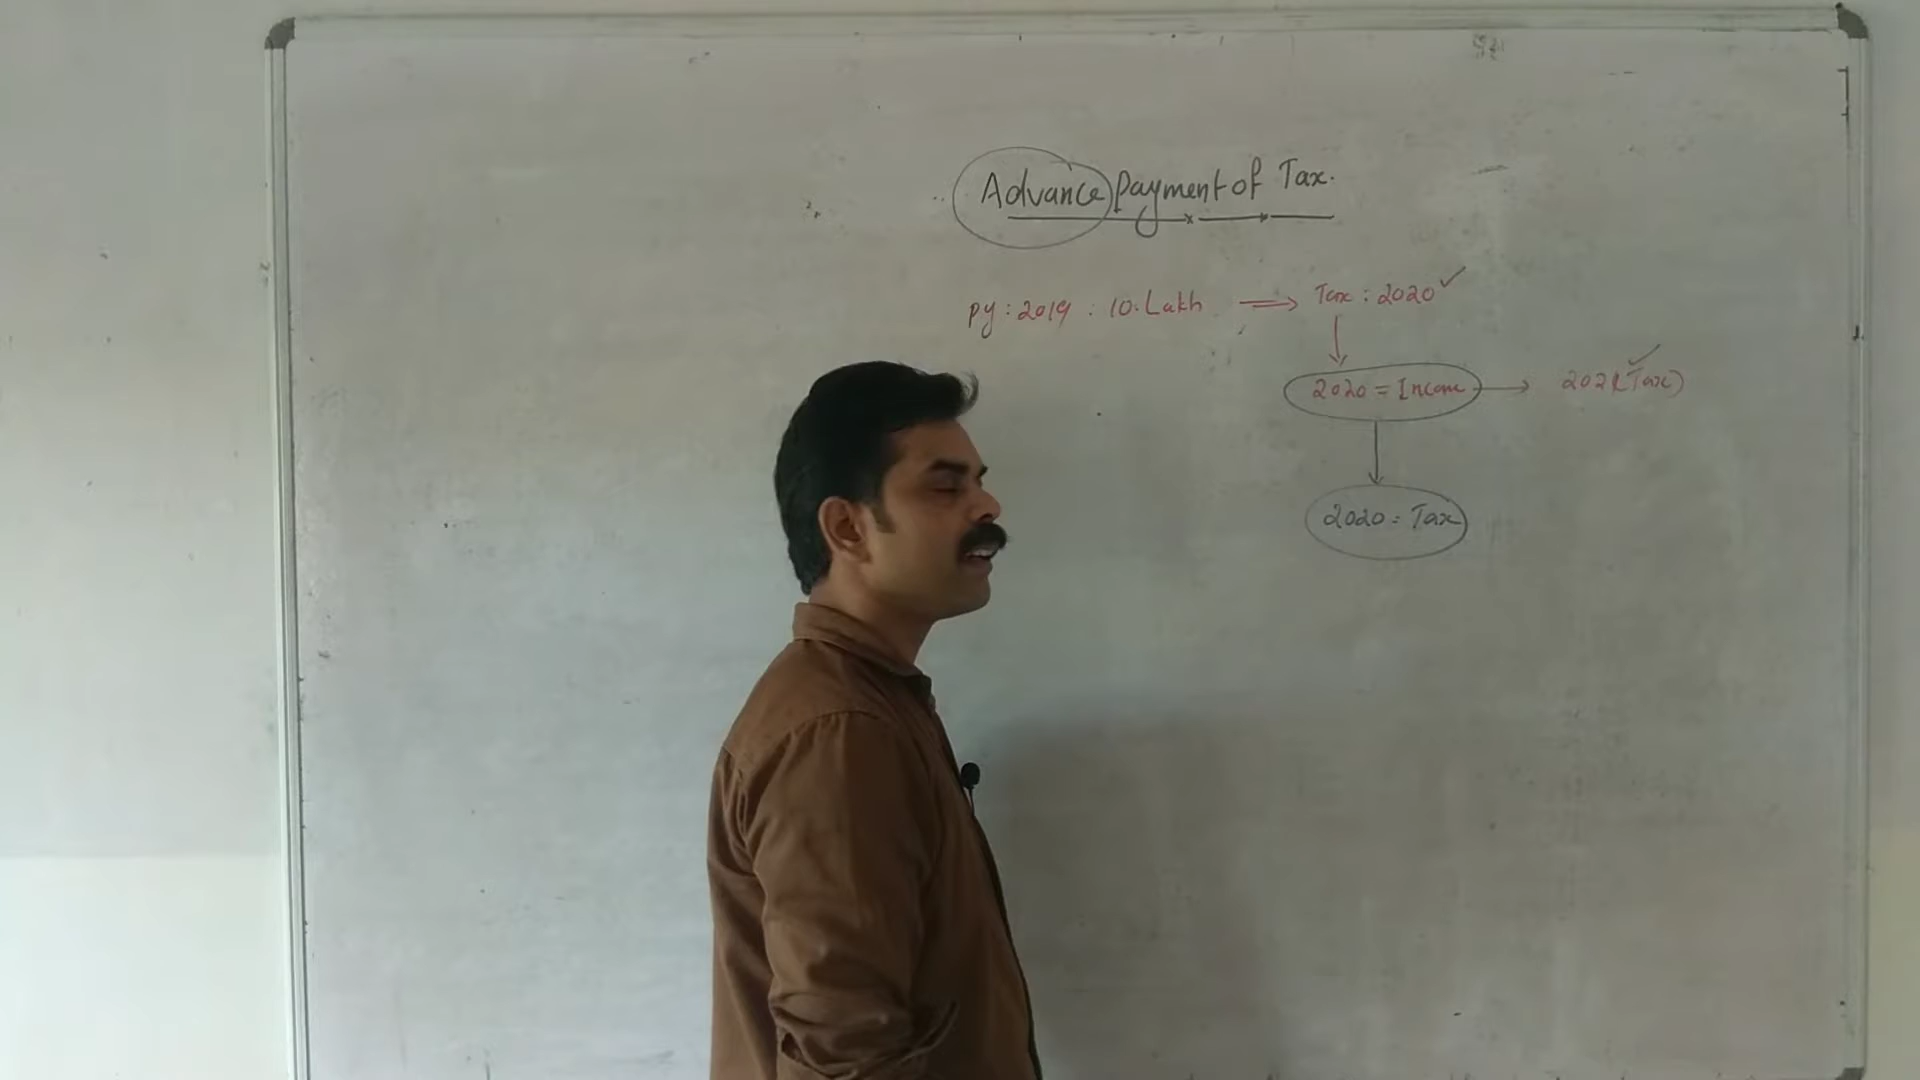 Advance payment of Tax.
py: 2019 : 10.Lakh ⟹ Tax : 2020 ✓
2020 = Income → 2021(Tax) ✓
2020 = Tax